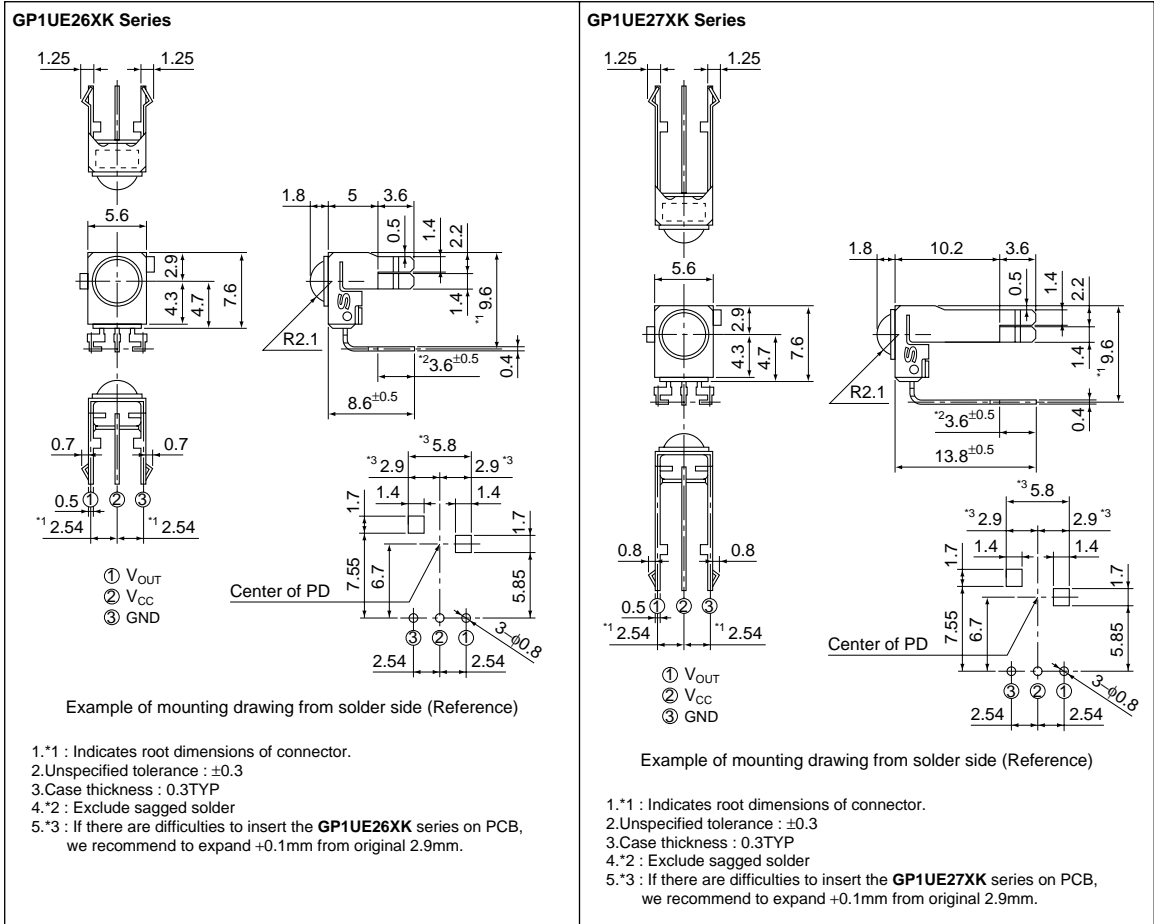 GP1UE26XK Series
1.25 1.25
5.6
2.9
4.3
4.7
7.6
1.8 5 3.6
0.5
1.4
2.2
1.4
*1 9.6
R2.1
*2 3.6±0.5
0.4
8.6±0.5
0.7 0.7
0.5 ① ② ③
*1 2.54 *1 2.54
① VOUT
② VCC
③ GND
*3 5.8
*3 2.9 2.9 *3
1.4 1.4
1.7
1.7
7.55
6.7
5.85
Center of PD
③ ② ①
3–φ0.8
2.54 2.54
Example of mounting drawing from solder side (Reference)
1.*1 : Indicates root dimensions of connector.
2.Unspecified tolerance : ±0.3
3.Case thickness : 0.3TYP
4.*2 : Exclude sagged solder
5.*3 : If there are difficulties to insert the GP1UE26XK series on PCB,
we recommend to expand +0.1mm from original 2.9mm.
GP1UE27XK Series
1.25 1.25
5.6
2.9
4.3
4.7
7.6
1.8 10.2 3.6
0.5
1.4
2.2
1.4
*1 9.6
R2.1
*2 3.6±0.5
0.4
13.8±0.5
0.8 0.8
0.5 ① ② ③
*1 2.54 *1 2.54
① VOUT
② VCC
③ GND
*3 5.8
*3 2.9 2.9 *3
1.4 1.4
1.7
1.7
7.55
6.7
5.85
Center of PD
③ ② ①
3–φ0.8
2.54 2.54
Example of mounting drawing from solder side (Reference)
1.*1 : Indicates root dimensions of connector.
2.Unspecified tolerance : ±0.3
3.Case thickness : 0.3TYP
4.*2 : Exclude sagged solder
5.*3 : If there are difficulties to insert the GP1UE27XK series on PCB,
we recommend to expand +0.1mm from original 2.9mm.